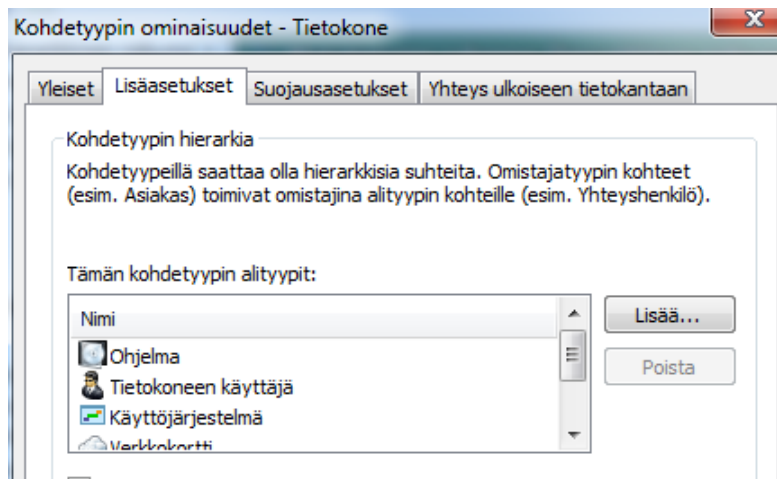 Kohdetyypin ominaisuudet - Tietokone
Yleiset Lisäasetukset Suojausasetukset Yhteys ulkoiseen tietokantaan
Kohdetyypin hierarkia
Kohdetyypeillä saattaa olla hierarkkisia suhteita. Omistajatyypin kohteet
(esim. Asiakas) toimivat omistajina alityypin kohteille (esim. Yhteyshenkilö).
Tämän kohdetyypin alityypit:
Nimi
Lisää...
Ohjelma
Poista
Tietokoneen käyttäjä
Käyttöjärjestelmä
Verkkokortti